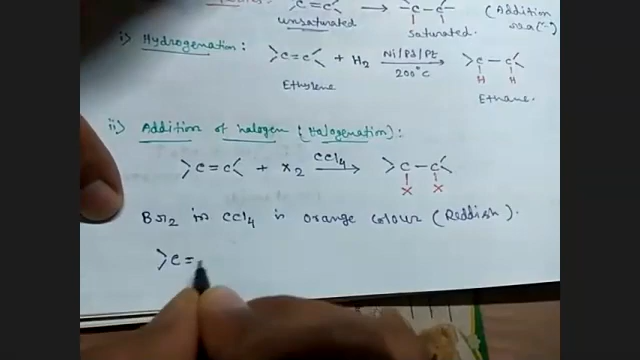 C=C → -C-C- (Addition
unsaturated saturated.
i) Hydrogenation: >C=C< + H2 Ni/Pd/Pt 200°C → >C-C<
H H
Ethylene Ethane.
ii) Addition of halogen (Halogenation):
>C=C< + X2 CCl4 → >C-C<
X X
Br2 in CCl4 is orange colour (Reddish).
>C=